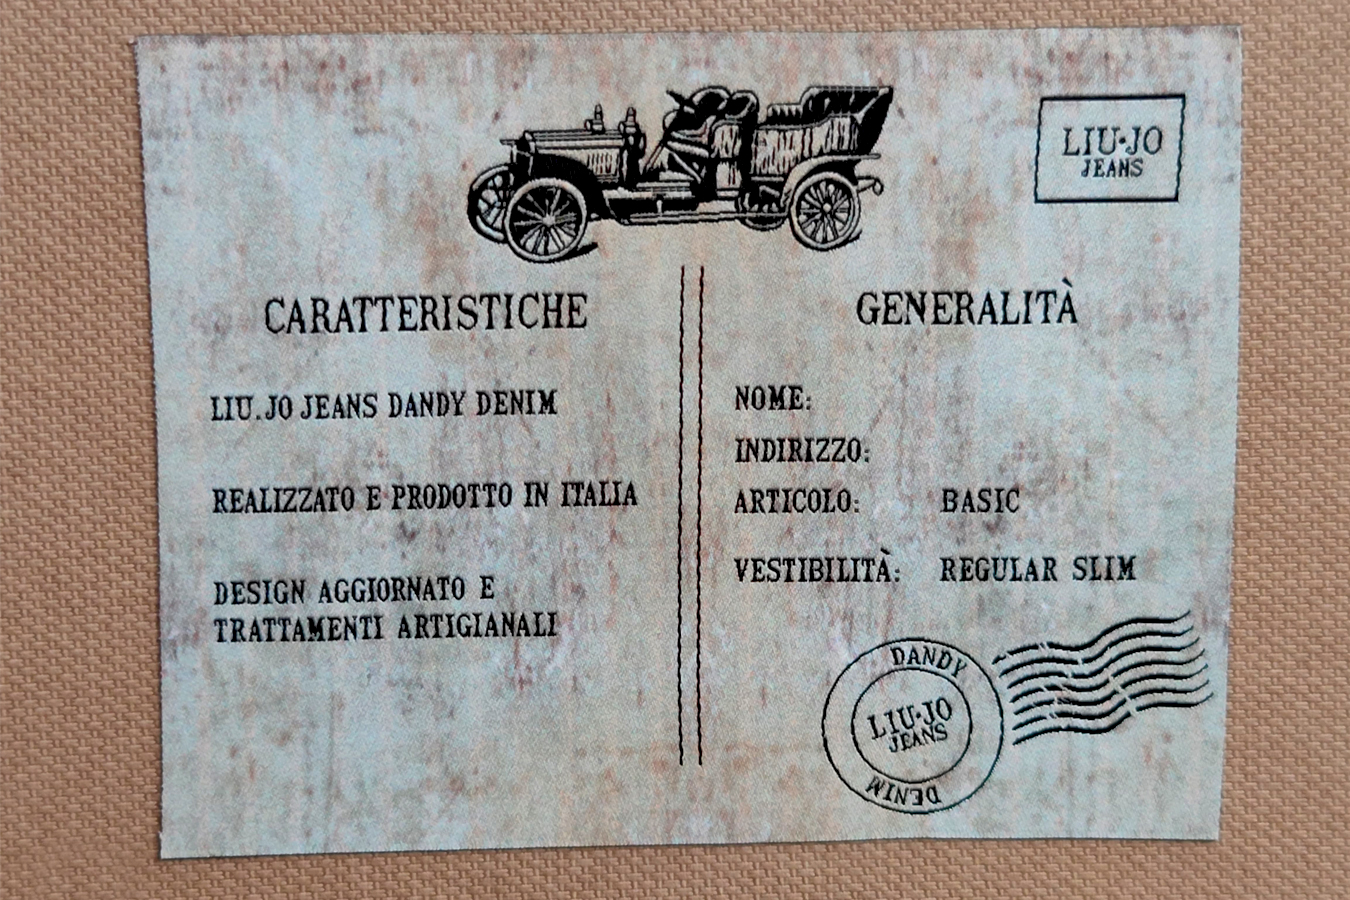 LIU·JO
JEANS
CARATTERISTICHE
LIU.JO JEANS DANDY DENIM
REALIZZATO E PRODOTTO IN ITALIA
DESIGN AGGIORNATO E
TRATTAMENTI ARTIGIANALI
GENERALITÀ
NOME:
INDIRIZZO:
ARTICOLO: BASIC
VESTIBILITÀ: REGULAR SLIM
DANDY
LIU·JO
JEANS
DENIM